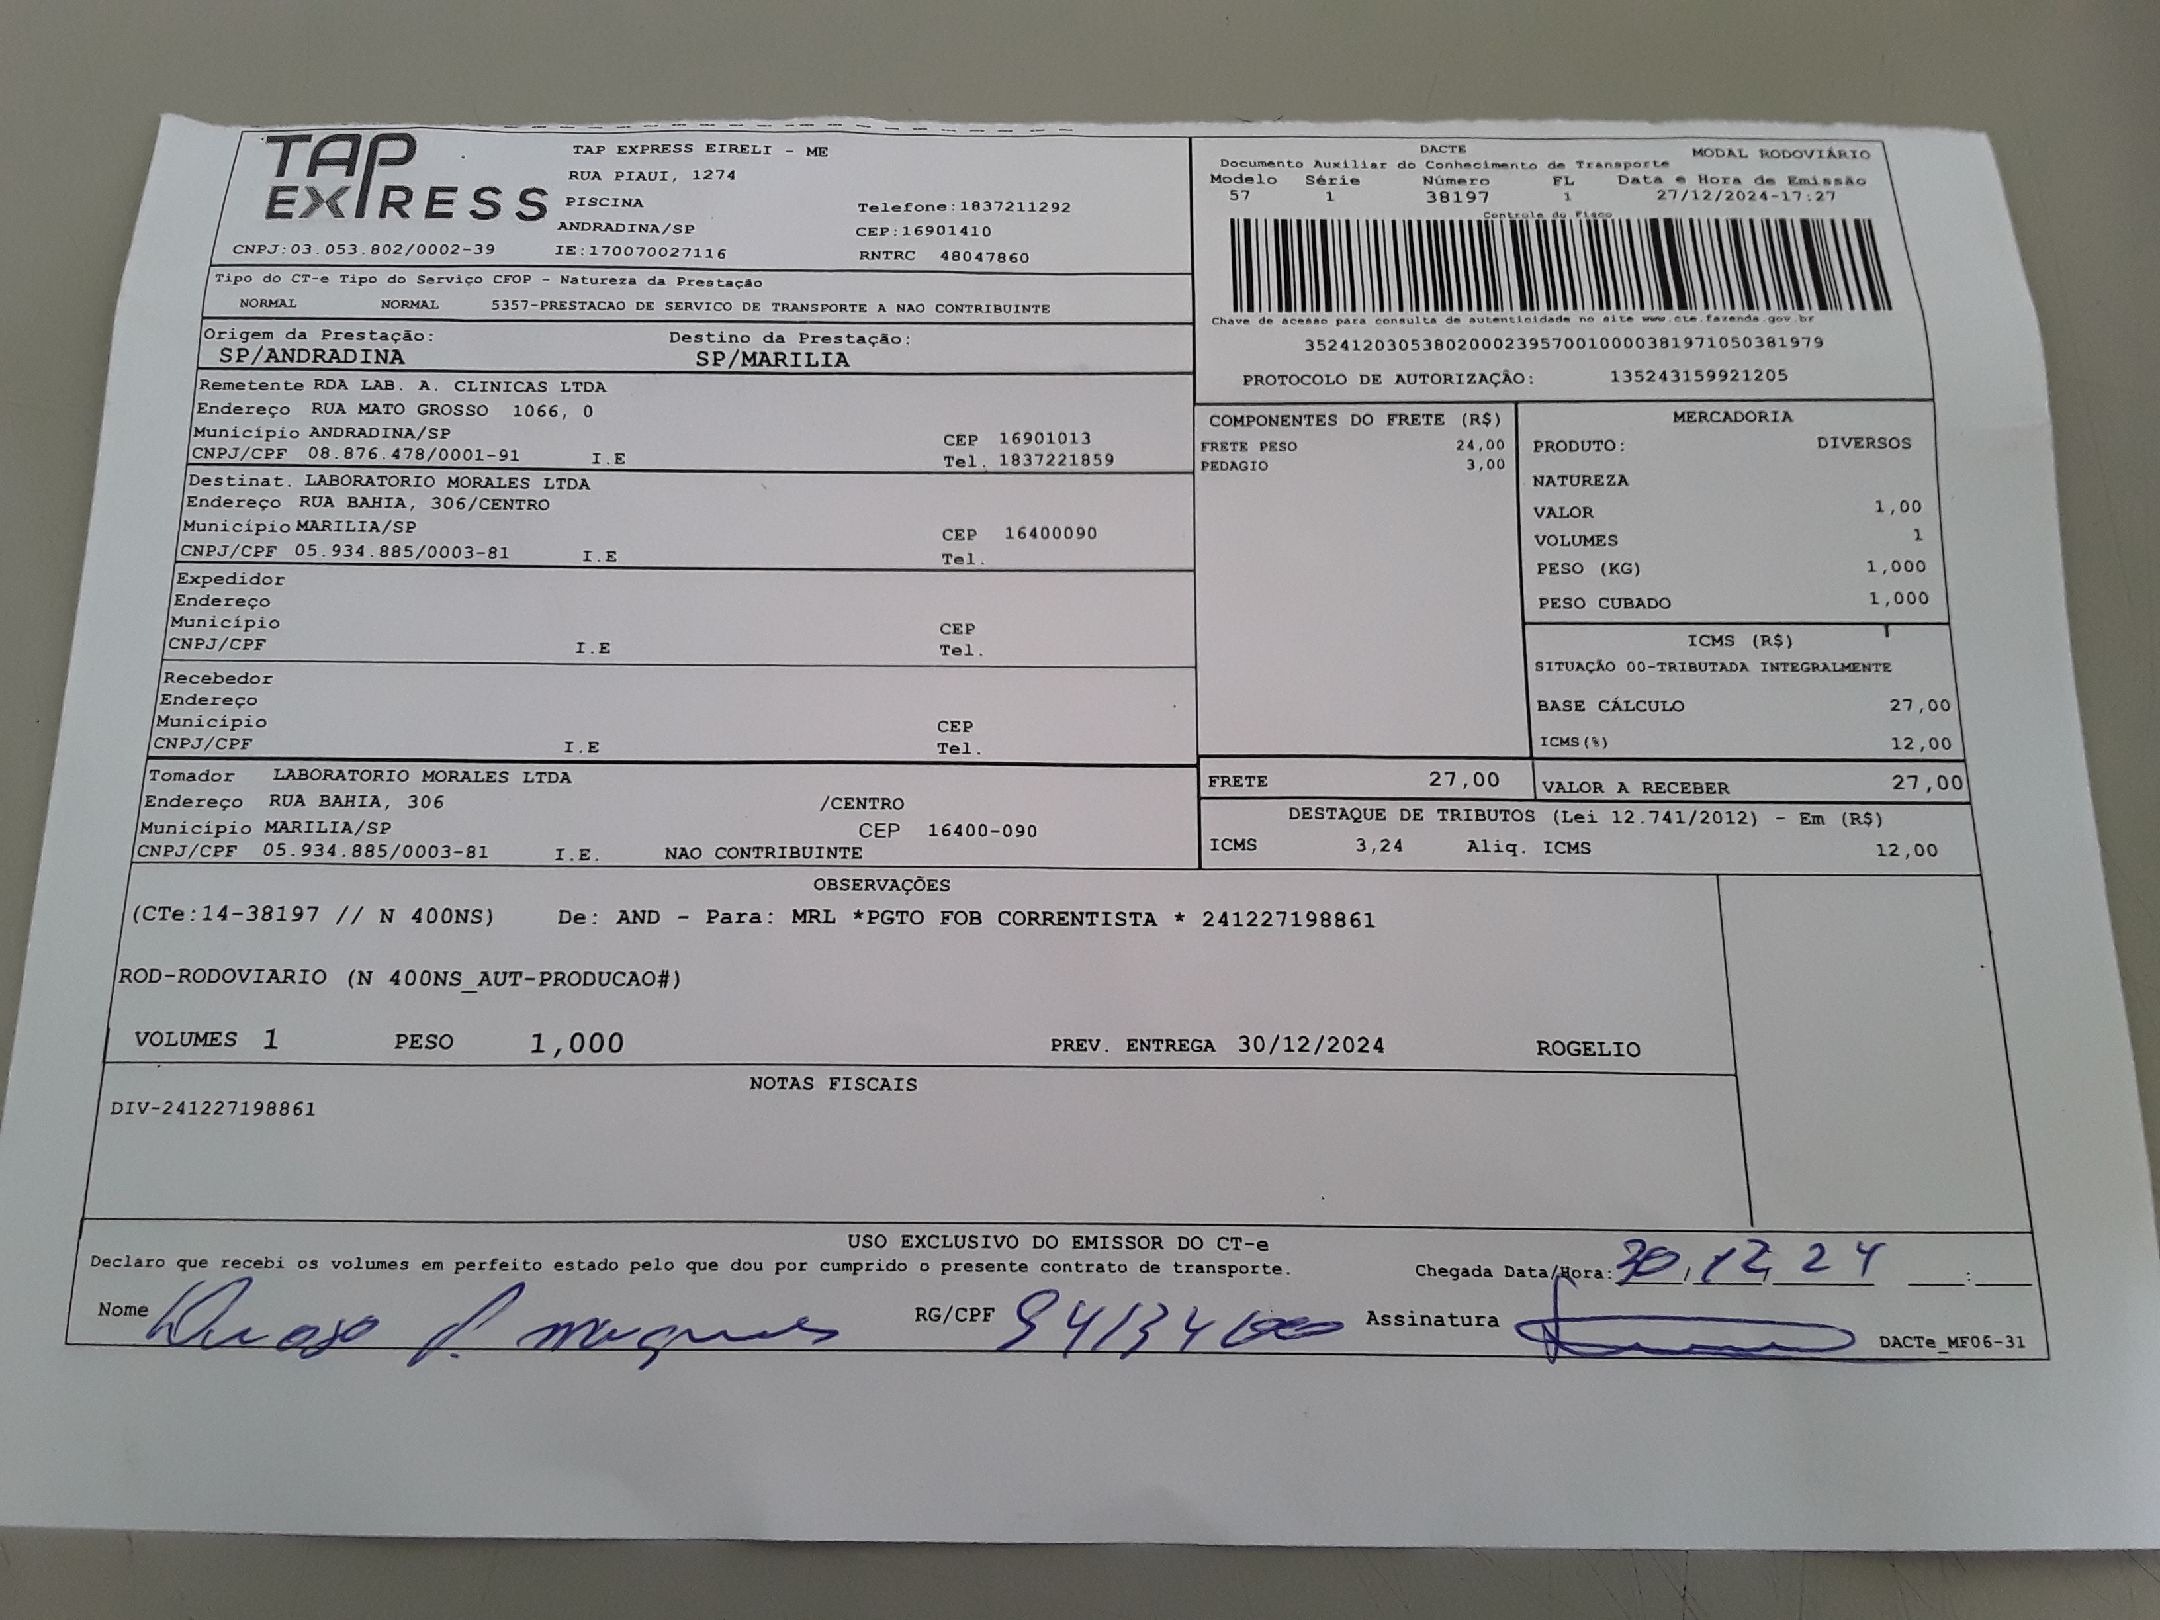 TAP EXPRESS
TAP EXPRESS EIRELI - ME
RUA PIAUI, 1274
PISCINA
Telefone:1837211292
ANDRADINA/SP
CEP:16901410
CNPJ:03.053.802/0002-39 IE:170070027116 RNTRC 48047860
DACTE MODAL RODOVIÁRIO
Documento Auxiliar do Conhecimento de Transporte
Modelo Série Número FL Data e Hora de Emissão
57 1 38197 1 27/12/2024-17:27
Controle do Fisco
Chave de acesso para consulta de autenticidade no site www.cte.fazenda.gov.br
35241203053802000239570010000381971050381979
PROTOCOLO DE AUTORIZAÇÃO: 135243159921205
Tipo do CT-e Tipo do Serviço CFOP - Natureza da Prestação
NORMAL NORMAL 5357-PRESTACAO DE SERVICO DE TRANSPORTE A NAO CONTRIBUINTE
Origem da Prestação: Destino da Prestação:
SP/ANDRADINA SP/MARILIA
Remetente RDA LAB. A. CLINICAS LTDA
Endereço RUA MATO GROSSO 1066, 0
Município ANDRADINA/SP CEP 16901013
CNPJ/CPF 08.876.478/0001-91 I.E Tel. 1837221859
Destinat. LABORATORIO MORALES LTDA
Endereço RUA BAHIA, 306/CENTRO
Município MARILIA/SP CEP 16400090
CNPJ/CPF 05.934.885/0003-81 I.E Tel.
Expedidor
Endereço
Município CEP
CNPJ/CPF I.E Tel.
Recebedor
Endereço
Município CEP
CNPJ/CPF I.E Tel.
Tomador LABORATORIO MORALES LTDA
Endereço RUA BAHIA, 306 /CENTRO
Município MARILIA/SP CEP 16400-090
CNPJ/CPF 05.934.885/0003-81 I.E. NAO CONTRIBUINTE
COMPONENTES DO FRETE (R$)
FRETE PESO 24,00
PEDAGIO 3,00
MERCADORIA
PRODUTO: DIVERSOS
NATUREZA
VALOR 1,00
VOLUMES 1
PESO (KG) 1,000
PESO CUBADO 1,000
ICMS (R$)
SITUAÇÃO 00-TRIBUTADA INTEGRALMENTE
BASE CÁLCULO 27,00
ICMS(%) 12,00
FRETE 27,00 VALOR A RECEBER 27,00
DESTAQUE DE TRIBUTOS (Lei 12.741/2012) - Em (R$)
ICMS 3,24 Aliq. ICMS 12,00
OBSERVAÇÕES
(CTe:14-38197 // N 400NS) De: AND - Para: MRL *PGTO FOB CORRENTISTA * 241227198861
ROD-RODOVIARIO (N 400NS_AUT-PRODUCAO#)
VOLUMES 1 PESO 1,000 PREV. ENTREGA 30/12/2024 ROGELIO
NOTAS FISCAIS
DIV-241227198861
USO EXCLUSIVO DO EMISSOR DO CT-e
Declaro que recebi os volumes em perfeito estado pelo que dou por cumprido o presente contrato de transporte.
Chegada Data/Hora: 30/12/24 :
Nome RG/CPF Assinatura
DACTe_MF06-31